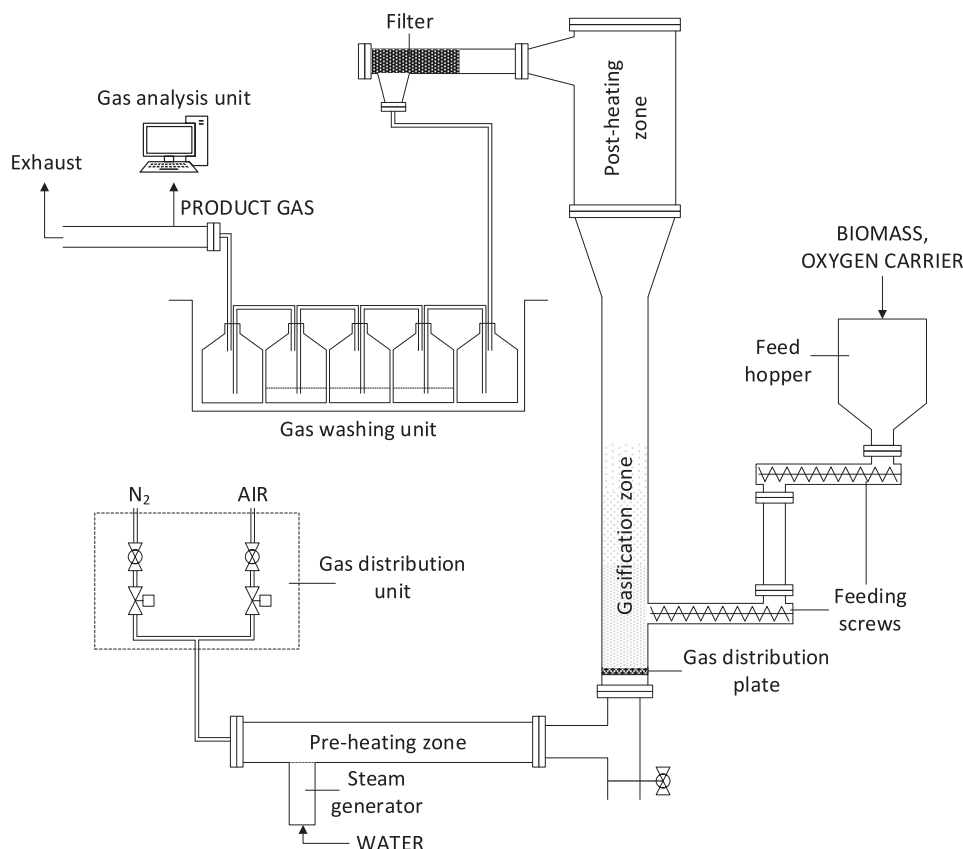 Filter
Gas analysis unit
Exhaust
PRODUCT GAS
Post-heating
zone
BIOMASS,
OXYGEN CARRIER
Feed
hopper
Gas washing unit
Gasification zone
N₂
AIR
Gas distribution
unit
Feeding
screws
Gas distribution
plate
Pre-heating zone
Steam
generator
WATER